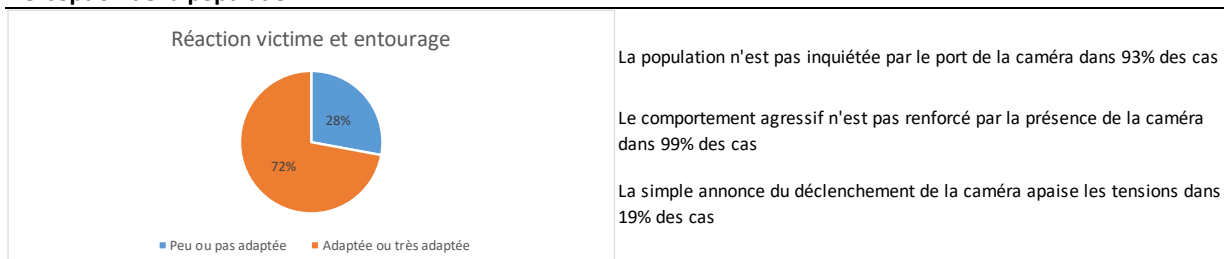 Réaction victime et entourage
28%
72%
Peu ou pas adaptée
Adaptée ou très adaptée
La population n'est pas inquiétée par le port de la caméra dans 93% des cas
Le comportement agressif n'est pas renforcé par la présence de la caméra
dans 99% des cas
La simple annonce du déclenchement de la caméra apaise les tensions dans
19% des cas